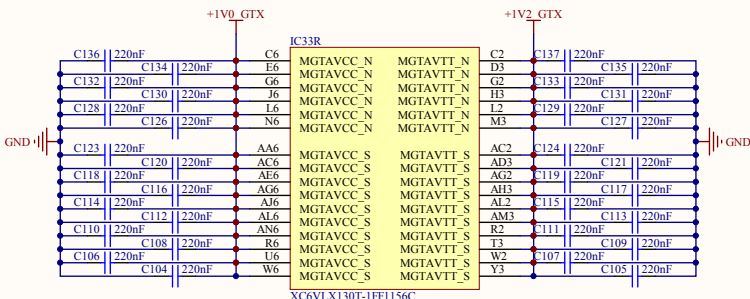 +1V0_GTX +1V2_GTX
IC33R
C136 220nF C6 MGTAVCC_N MGTAVTT_N C2 C137 220nF
C134 220nF E6 MGTAVCC_N MGTAVTT_N D3 C135 220nF
C132 220nF G6 MGTAVCC_N MGTAVTT_N G2 C133 220nF
C130 220nF J6 MGTAVCC_N MGTAVTT_N H3 C131 220nF
C128 220nF L6 MGTAVCC_N MGTAVTT_N L2 C129 220nF
C126 220nF N6 MGTAVCC_N MGTAVTT_N M3 C127 220nF
GND GND
C123 220nF AA6 MGTAVCC_S MGTAVTT_S AC2 C124 220nF
C120 220nF AC6 MGTAVCC_S MGTAVTT_S AD3 C121 220nF
C118 220nF AE6 MGTAVCC_S MGTAVTT_S AG2 C119 220nF
C116 220nF AG6 MGTAVCC_S MGTAVTT_S AH3 C117 220nF
C114 220nF AJ6 MGTAVCC_S MGTAVTT_S AL2 C115 220nF
C112 220nF AL6 MGTAVCC_S MGTAVTT_S AM3 C113 220nF
C110 220nF AN6 MGTAVCC_S MGTAVTT_S R2 C111 220nF
C108 220nF R6 MGTAVCC_S MGTAVTT_S T3 C109 220nF
C106 220nF U6 MGTAVCC_S MGTAVTT_S W2 C107 220nF
C104 220nF W6 MGTAVCC_S MGTAVTT_S Y3 C105 220nF
XC6VLX130T-1FF1156C